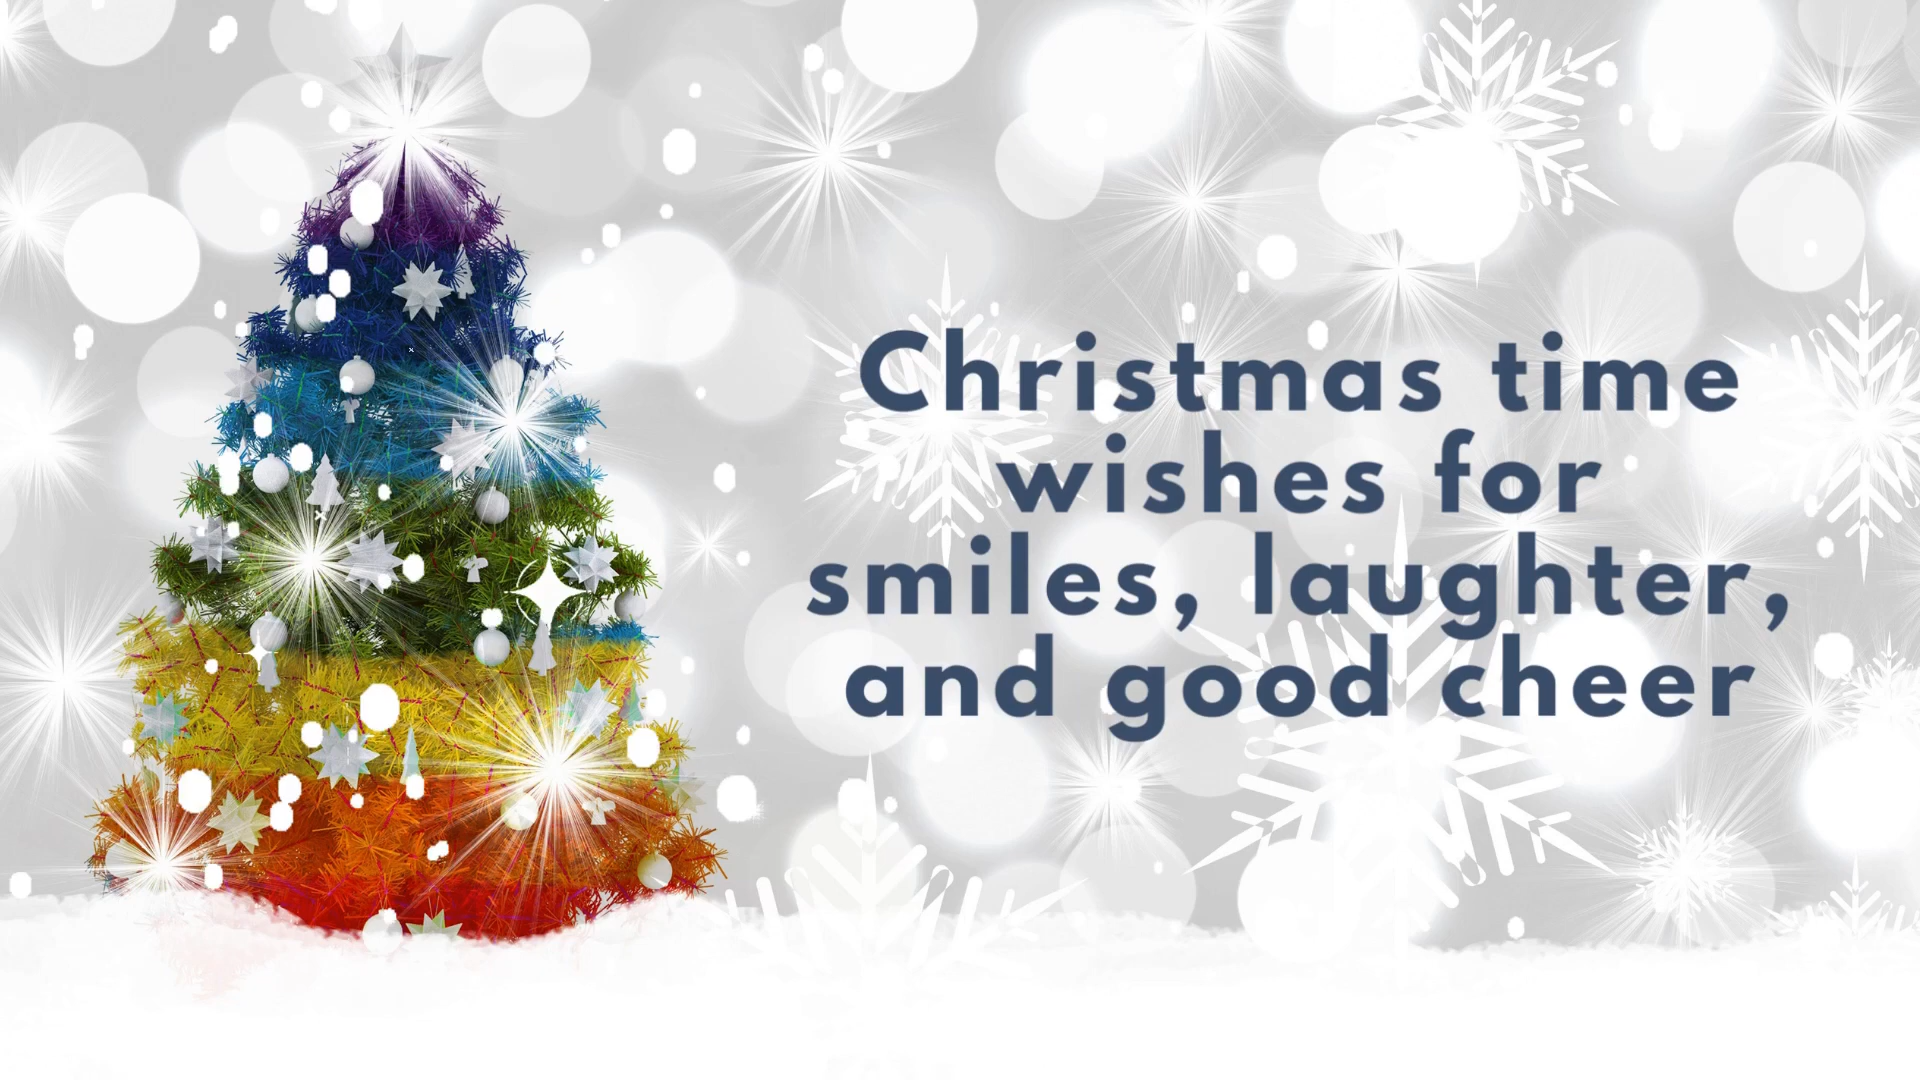 Christmas time
wishes for
smiles, laughter,
and good cheer